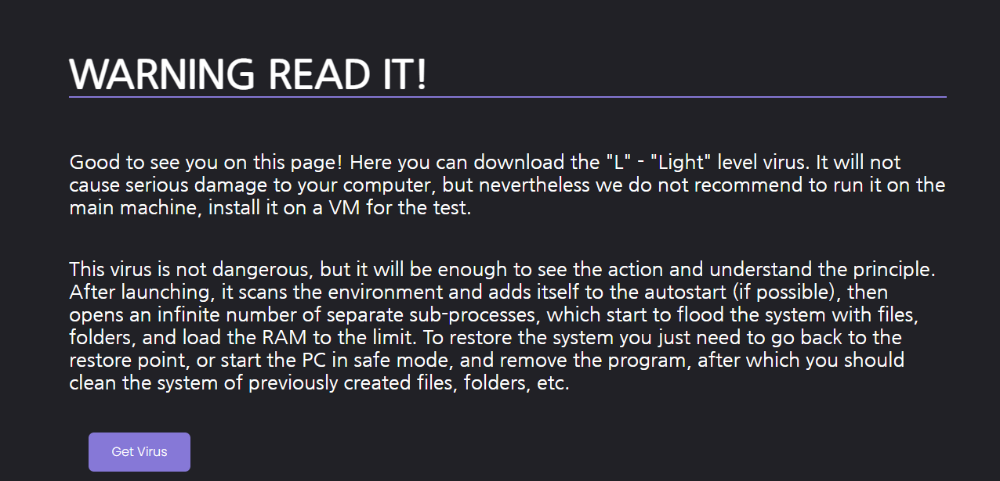 WARNING READ IT!
Good to see you on this page! Here you can download the "L" - "Light" level virus. It will not
cause serious damage to your computer, but nevertheless we do not recommend to run it on the
main machine, install it on a VM for the test.
This virus is not dangerous, but it will be enough to see the action and understand the principle.
After launching, it scans the environment and adds itself to the autostart (if possible), then
opens an infinite number of separate sub-processes, which start to flood the system with files,
folders, and load the RAM to the limit. To restore the system you just need to go back to the
restore point, or start the PC in safe mode, and remove the program, after which you should
clean the system of previously created files, folders, etc.
Get Virus